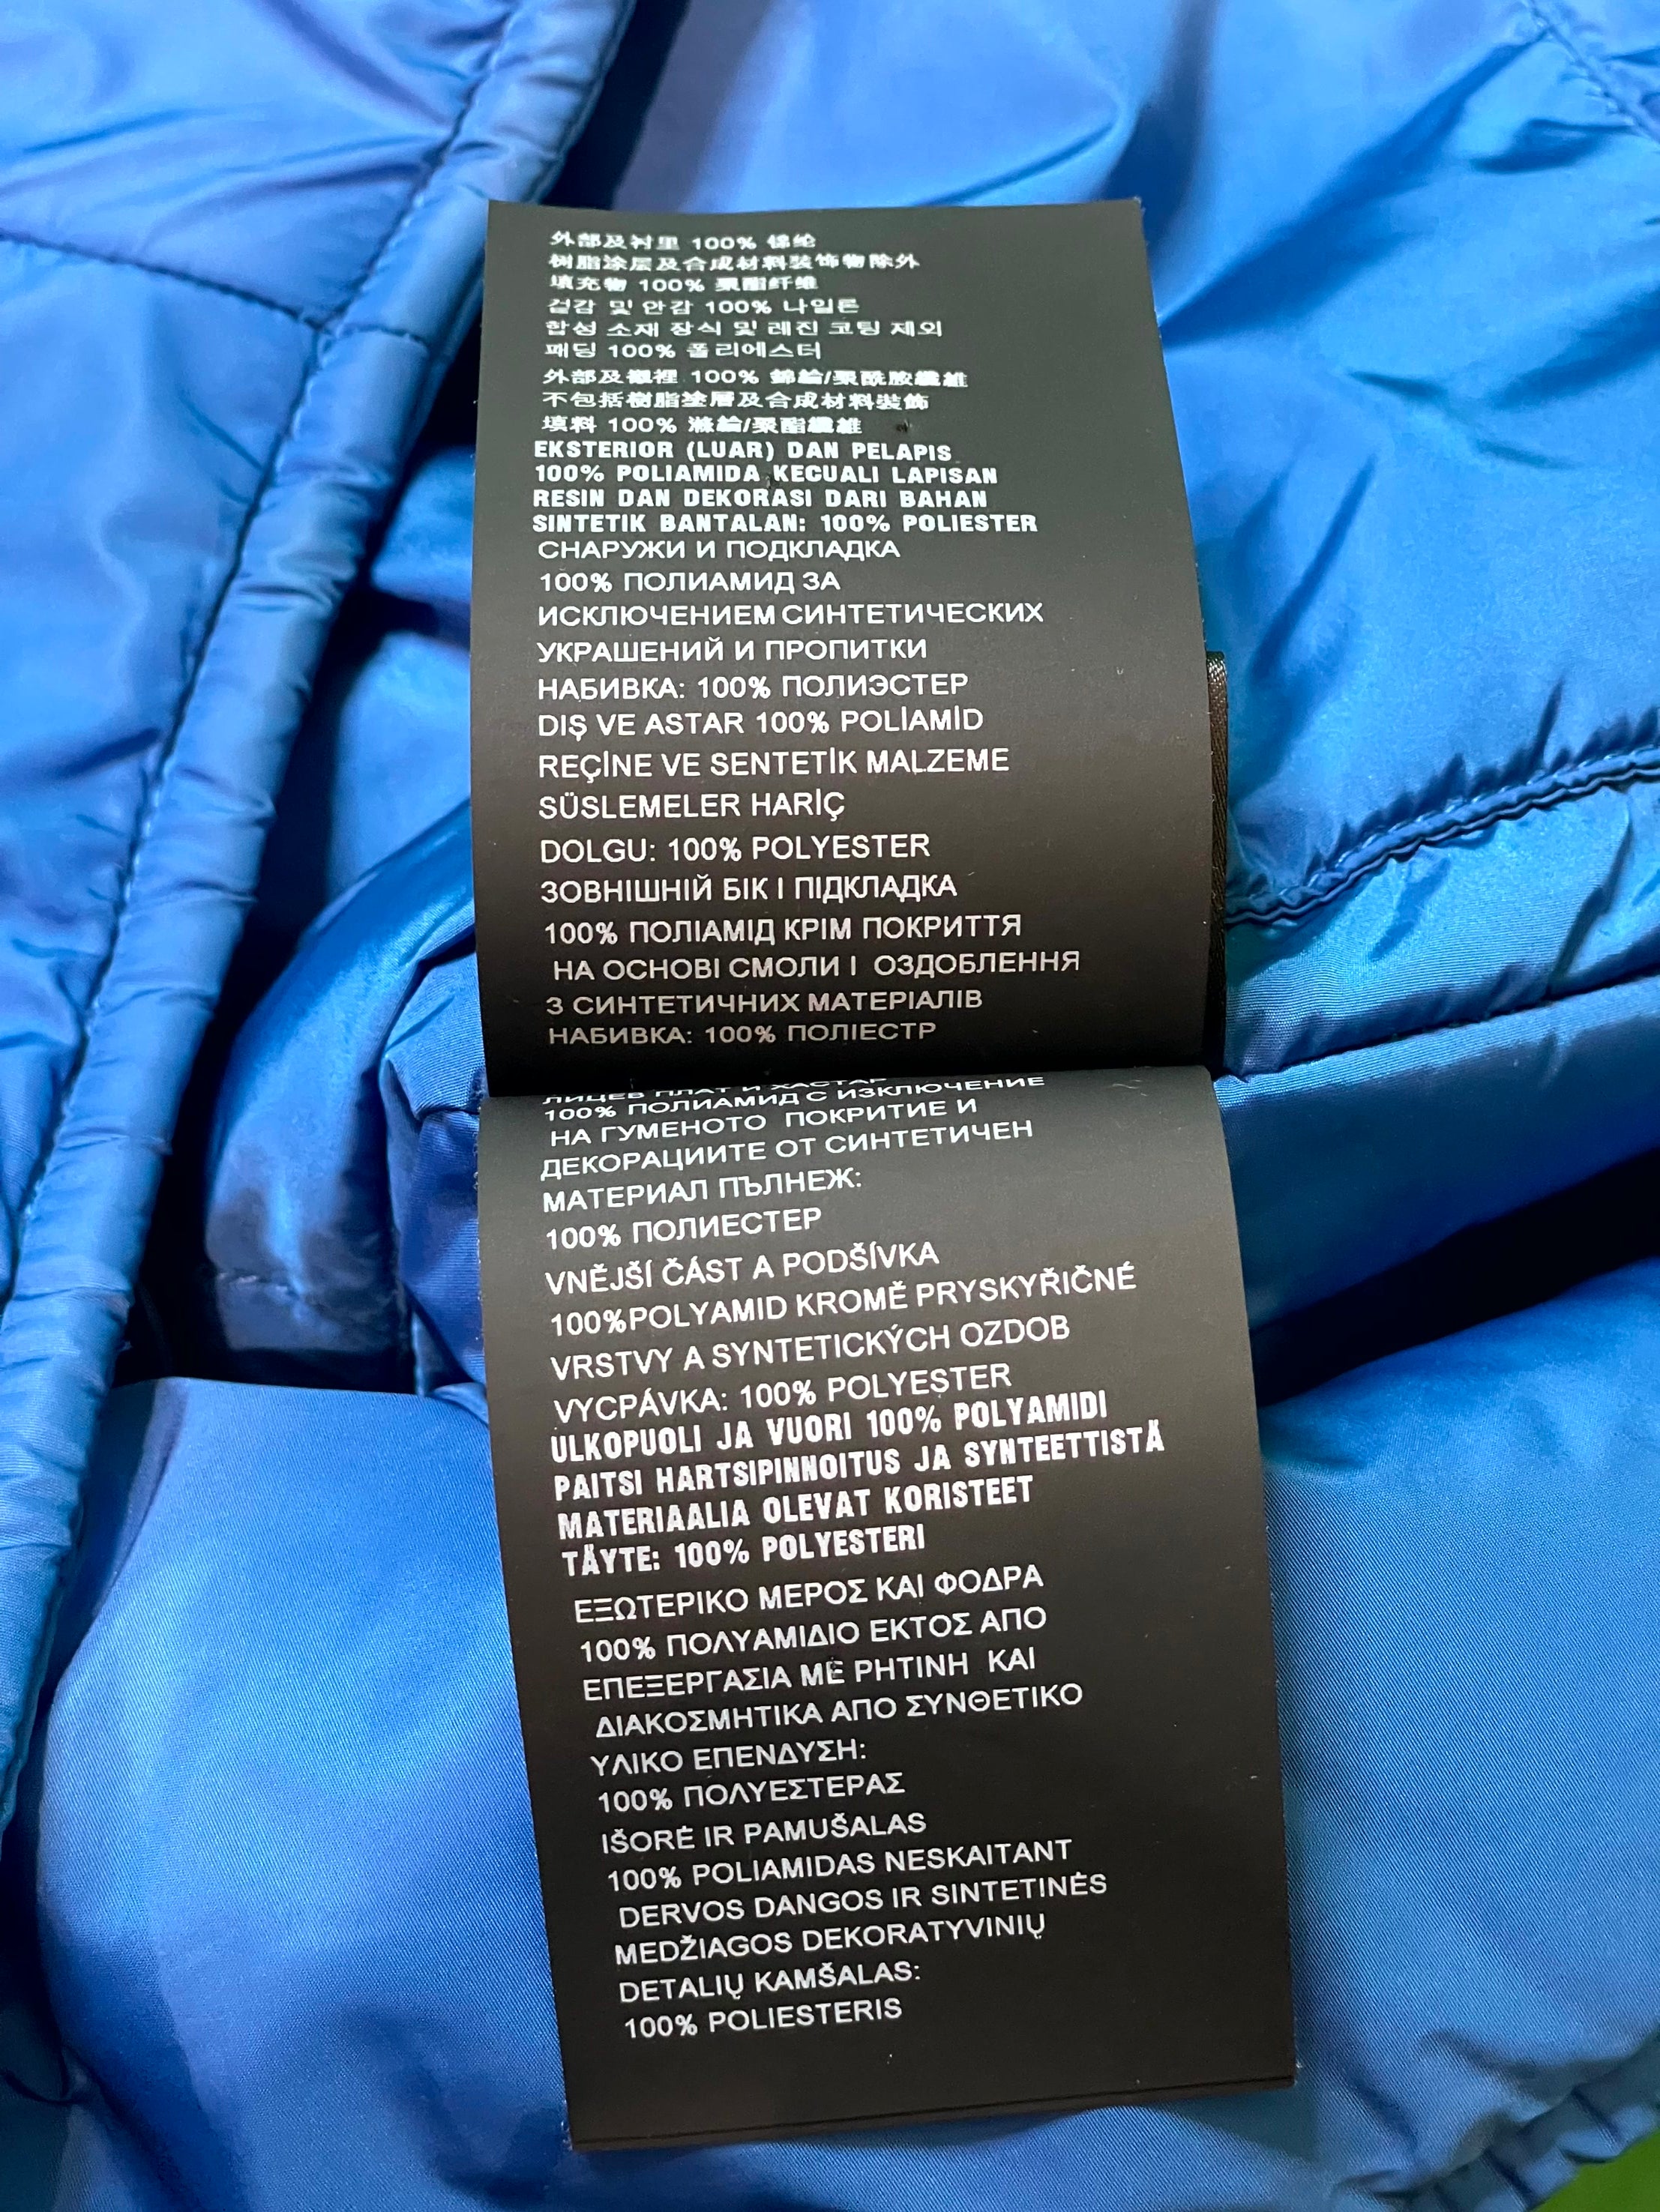 外部及衬里 100% 锦纶
树脂涂层及合成材料装饰物除外
填充物 100% 聚酯纤维
겉감 및 안감 100% 나일론
합성 소재 장식 및 레진 코팅 제외
패딩 100% 폴리에스터
外部及襯裡 100% 錦綸/聚酰胺纖維
不包括樹脂塗層及合成材料裝飾
填料 100% 滌綸/聚酯纖維
EKSTERIOR (LUAR) DAN PELAPIS
100% POLIAMIDA KECUALI LAPISAN
RESIN DAN DEKORASI DARI BAHAN
SINTETIK BANTALAN: 100% POLIESTER
СНАРУЖИ И ПОДКЛАДКА
100% ПОЛИАМИД ЗА
ИСКЛЮЧЕНИЕМ СИНТЕТИЧЕСКИХ
УКРАШЕНИЙ И ПРОПИТКИ
НАБИВКА: 100% ПОЛИЭСТЕР
DIŞ VE ASTAR 100% POLİAMİD
REÇİNE VE SENTETİK MALZEME
SÜSLEMELER HARİÇ
DOLGU: 100% POLYESTER
ЗОВНІШНІЙ БІК І ПІДКЛАДКА
100% ПОЛІАМІД КРІМ ПОКРИТТЯ
НА ОСНОВІ СМОЛИ І ОЗДОБЛЕННЯ
З СИНТЕТИЧНИХ МАТЕРІАЛІВ
НАБИВКА: 100% ПОЛІЕСТР
ЛИЦЕВ ПЛАТ И ХАСТАР
100% ПОЛИАМИД С ИЗКЛЮЧЕНИЕ
НА ГУМЕНОТО ПОКРИТИЕ И
ДЕКОРАЦИИТЕ ОТ СИНТЕТИЧЕН
МАТЕРИАЛ ПЪЛНЕЖ:
100% ПОЛИЕСТЕР
VNĚJŠÍ ČÁST A PODŠÍVKA
100%POLYAMID KROMĚ PRYSKYŘIČNÉ
VRSTVY A SYNTETICKÝCH OZDOB
VYCPÁVKA: 100% POLYESTER
ULKOPUOLI JA VUORI 100% POLYAMIDI
PAITSI HARTSIPINNOITUS JA SYNTEETTISTÄ
MATERIAALIA OLEVAT KORISTEET
TÄYTE: 100% POLYESTERI
ΕΞΩΤΕΡΙΚΟ ΜΕΡΟΣ ΚΑΙ ΦΟΔΡΑ
100% ΠΟΛΥΑΜΙΔΙΟ ΕΚΤΟΣ ΑΠΟ
ΕΠΕΞΕΡΓΑΣΙΑ ΜΕ ΡΗΤΙΝΗ ΚΑΙ
ΔΙΑΚΟΣΜΗΤΙΚΑ ΑΠΟ ΣΥΝΘΕΤΙΚΟ
ΥΛΙΚΟ ΕΠΕΝΔΥΣΗ:
100% ΠΟΛΥΕΣΤΕΡΑΣ
IŠORĖ IR PAMUŠALAS
100% POLIAMIDAS NESKAITANT
DERVOS DANGOS IR SINTETINĖS
MEDŽIAGOS DEKORATYVINIŲ
DETALIŲ KAMŠALAS:
100% POLIESTERIS